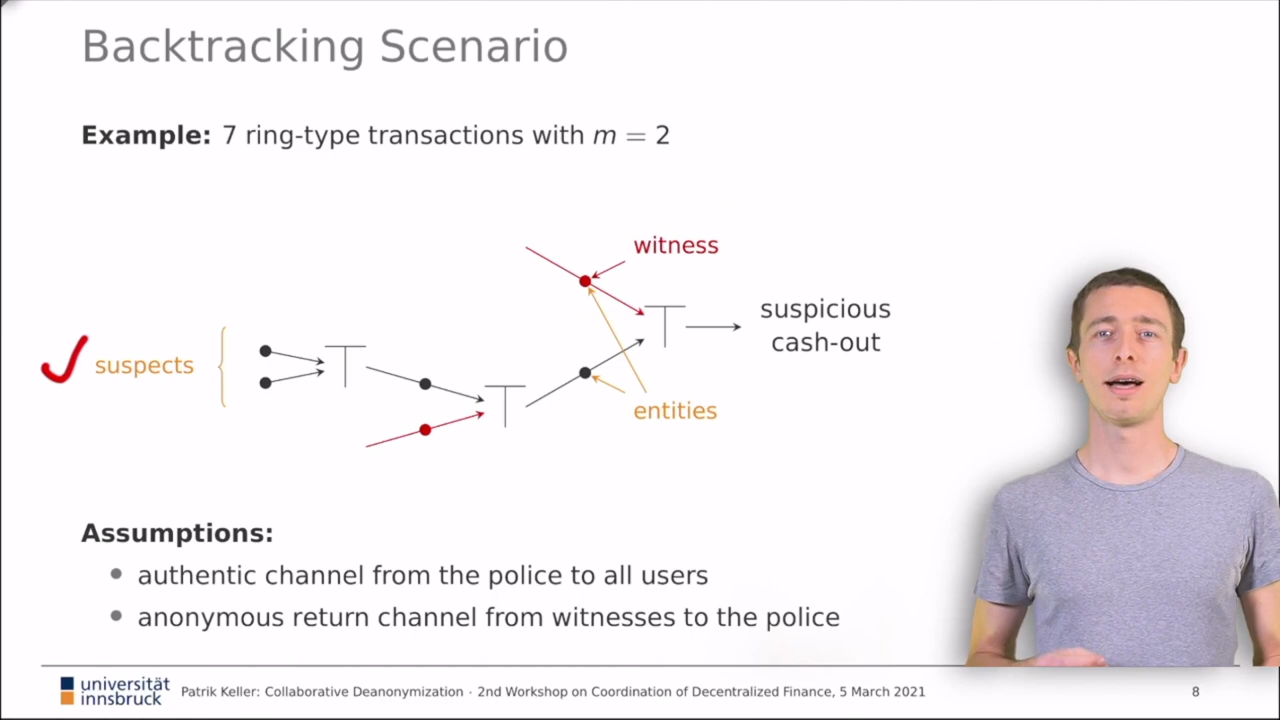 Backtracking Scenario
Example: 7 ring-type transactions with m = 2
witness
suspicious
cash-out
suspects
entities
Assumptions:
• authentic channel from the police to all users
• anonymous return channel from witnesses to the police
universität
innsbruck
Patrik Keller: Collaborative Deanonymization · 2nd Workshop on Coordination of Decentralized Finance, 5 March 2021
8